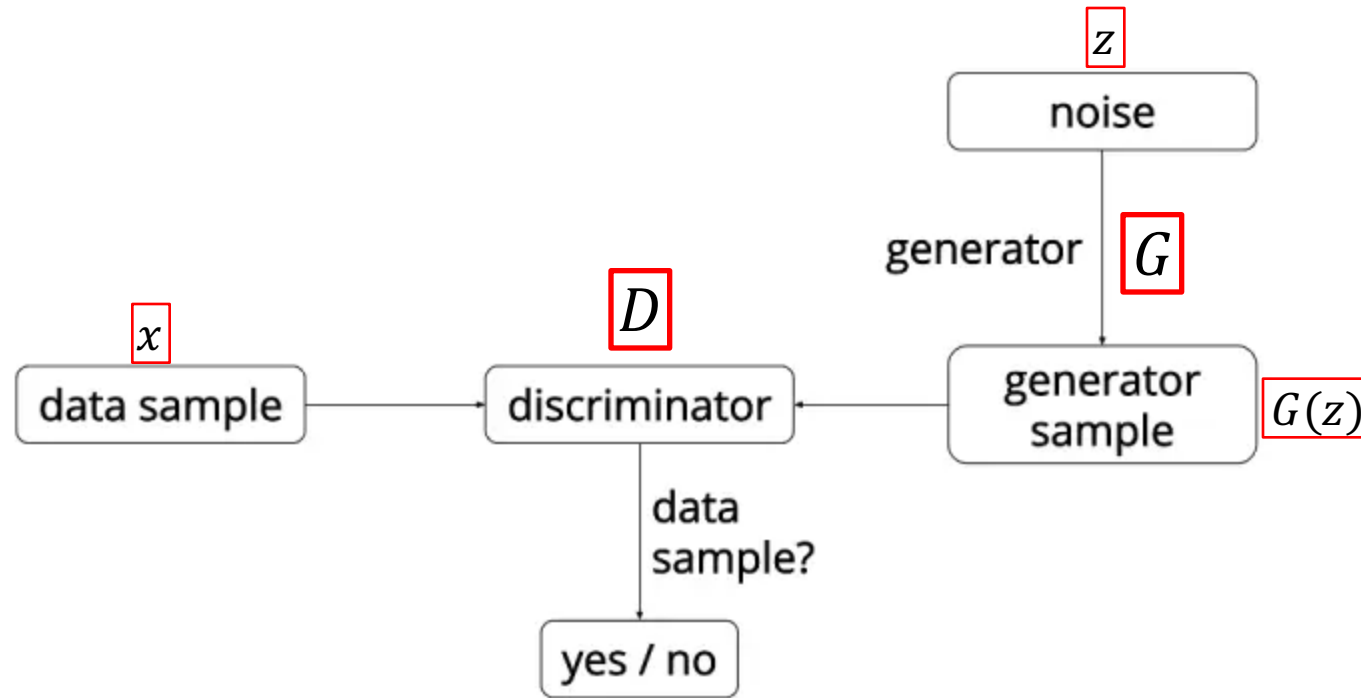 z
noise
generator
G
x
D
data sample
discriminator
generator
sample
G(z)
data
sample?
yes / no